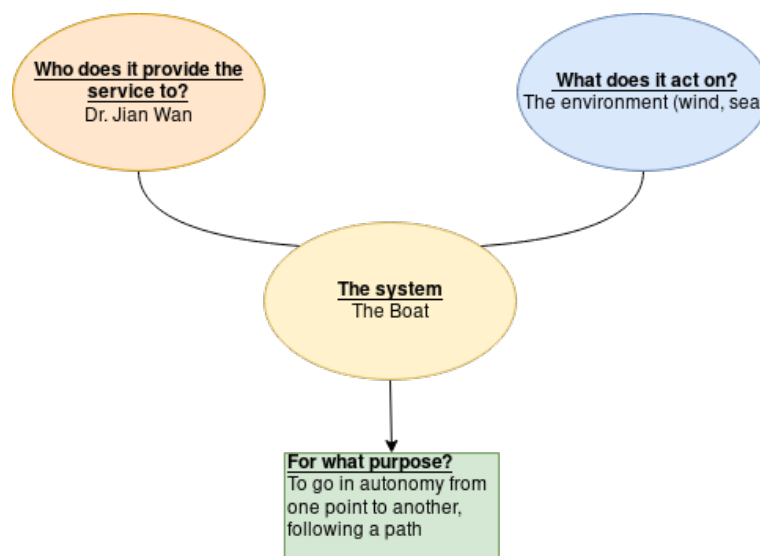 Who does it provide the
service to?
Dr. Jian Wan
What does it act on?
The environment (wind, sea
The system
The Boat
For what purpose?
To go in autonomy from
one point to another,
following a path